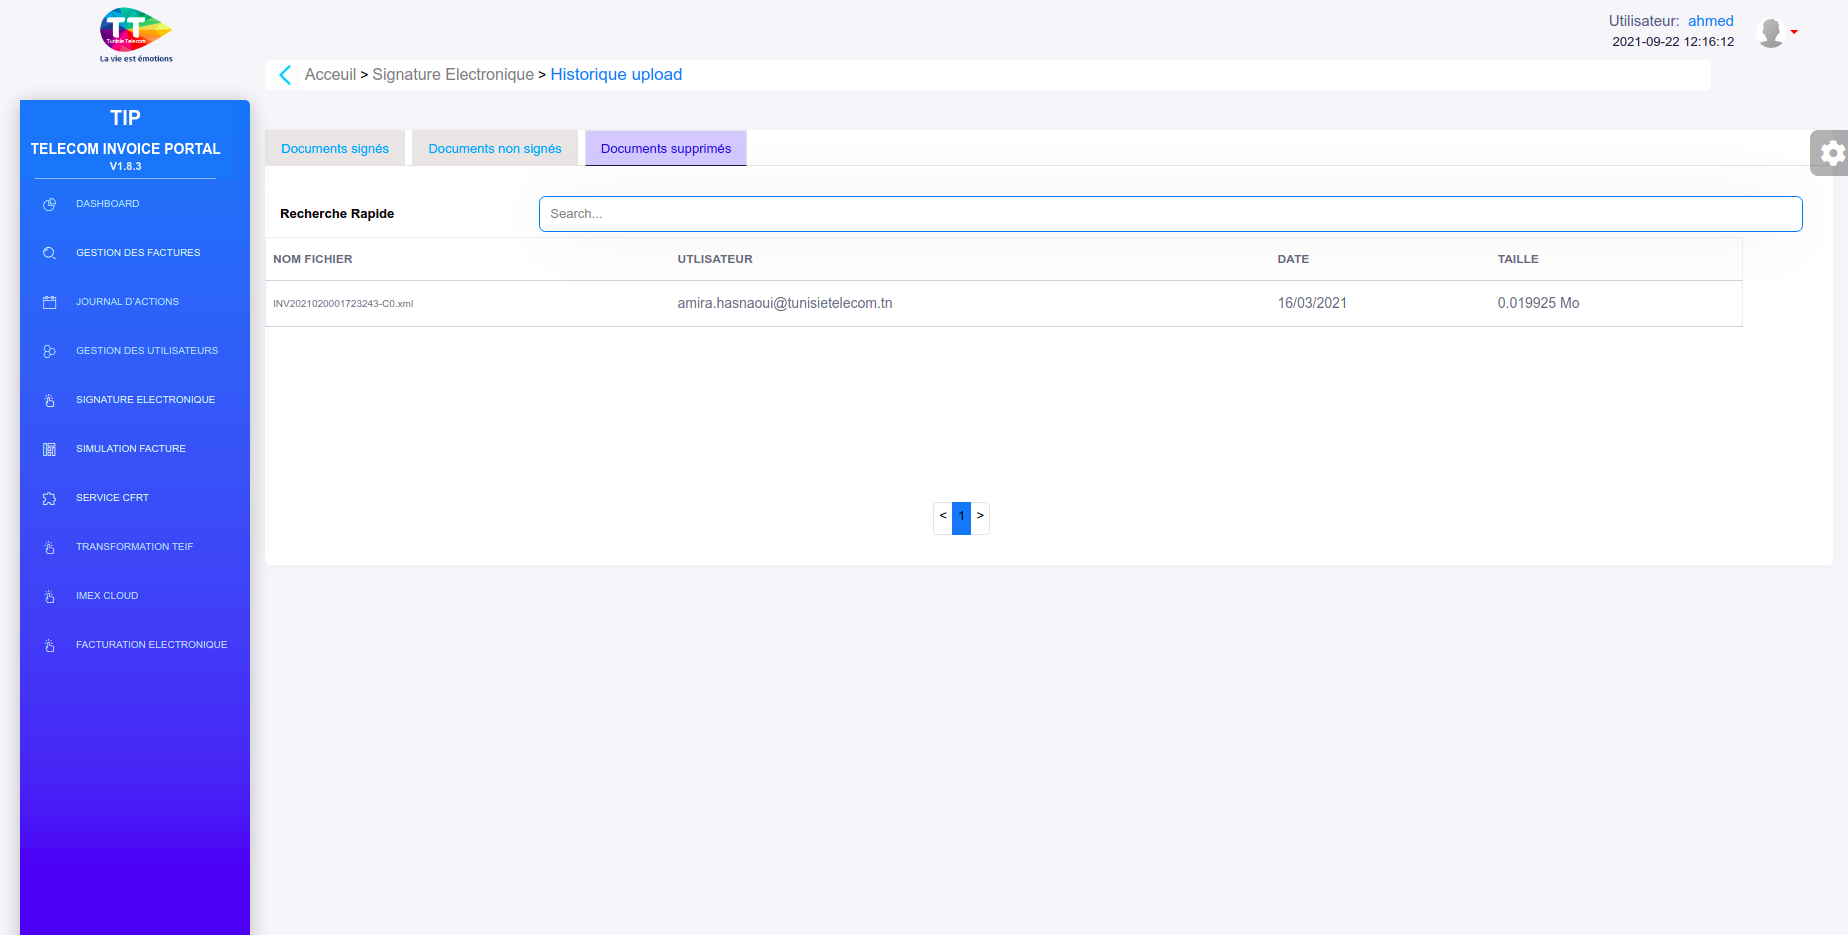 TT
Tunisie Telecom
La vie est émotions
Utilisateur: ahmed
2021-09-22 12:16:12
Acceuil > Signature Electronique > Historique upload
TIP
TELECOM INVOICE PORTAL
V1.8.3
DASHBOARD
GESTION DES FACTURES
JOURNAL D'ACTIONS
GESTION DES UTILISATEURS
SIGNATURE ELECTRONIQUE
SIMULATION FACTURE
SERVICE CFRT
TRANSFORMATION TEIF
IMEX CLOUD
FACTURATION ELECTRONIQUE
Documents signés Documents non signés Documents supprimés
Recherche Rapide Search...
NOM FICHIER UTLISATEUR DATE TAILLE
INV2021020001723243-C0.xml amira.hasnaoui@tunisietelecom.tn 16/03/2021 0.019925 Mo
< 1 >